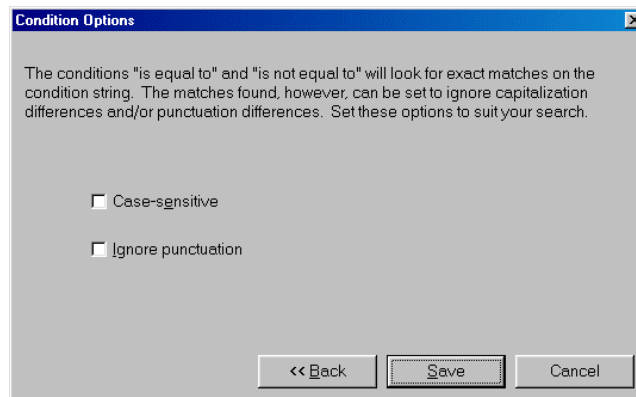 Condition Options
The conditions "is equal to" and "is not equal to" will look for exact matches on the
condition string. The matches found, however, can be set to ignore capitalization
differences and/or punctuation differences. Set these options to suit your search.
Case-sensitive
Ignore punctuation
<< Back Save Cancel